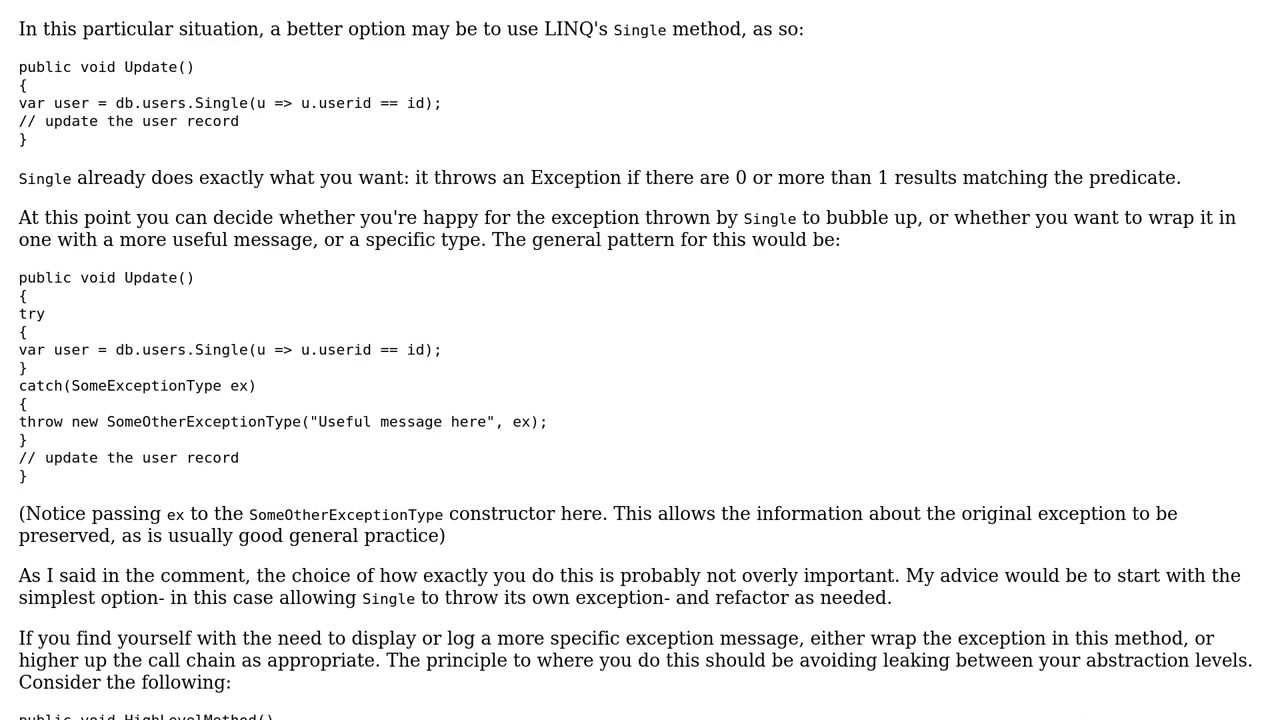 In this particular situation, a better option may be to use LINQ's Single method, as so:
public void Update()
{
var user = db.users.Single(u => u.userid == id);
// update the user record
}
Single already does exactly what you want: it throws an Exception if there are 0 or more than 1 results matching the predicate.
At this point you can decide whether you're happy for the exception thrown by Single to bubble up, or whether you want to wrap it in
one with a more useful message, or a specific type. The general pattern for this would be:
public void Update()
{
try
{
var user = db.users.Single(u => u.userid == id);
}
catch(SomeExceptionType ex)
{
throw new SomeOtherExceptionType("Useful message here", ex);
}
// update the user record
}
(Notice passing ex to the SomeOtherExceptionType constructor here. This allows the information about the original exception to be
preserved, as is usually good general practice)
As I said in the comment, the choice of how exactly you do this is probably not overly important. My advice would be to start with the
simplest option- in this case allowing Single to throw its own exception- and refactor as needed.
If you find yourself with the need to display or log a more specific exception message, either wrap the exception in this method, or
higher up the call chain as appropriate. The principle to where you do this should be avoiding leaking between your abstraction levels.
Consider the following:
public void HighLevelMethod()